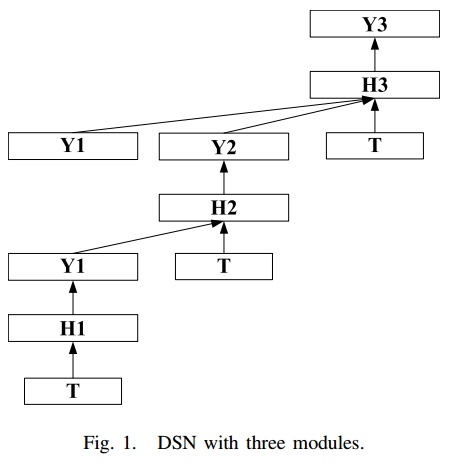 Y3
H3
Y1
Y2
T
H2
Y1
T
H1
T
Fig. 1. DSN with three modules.